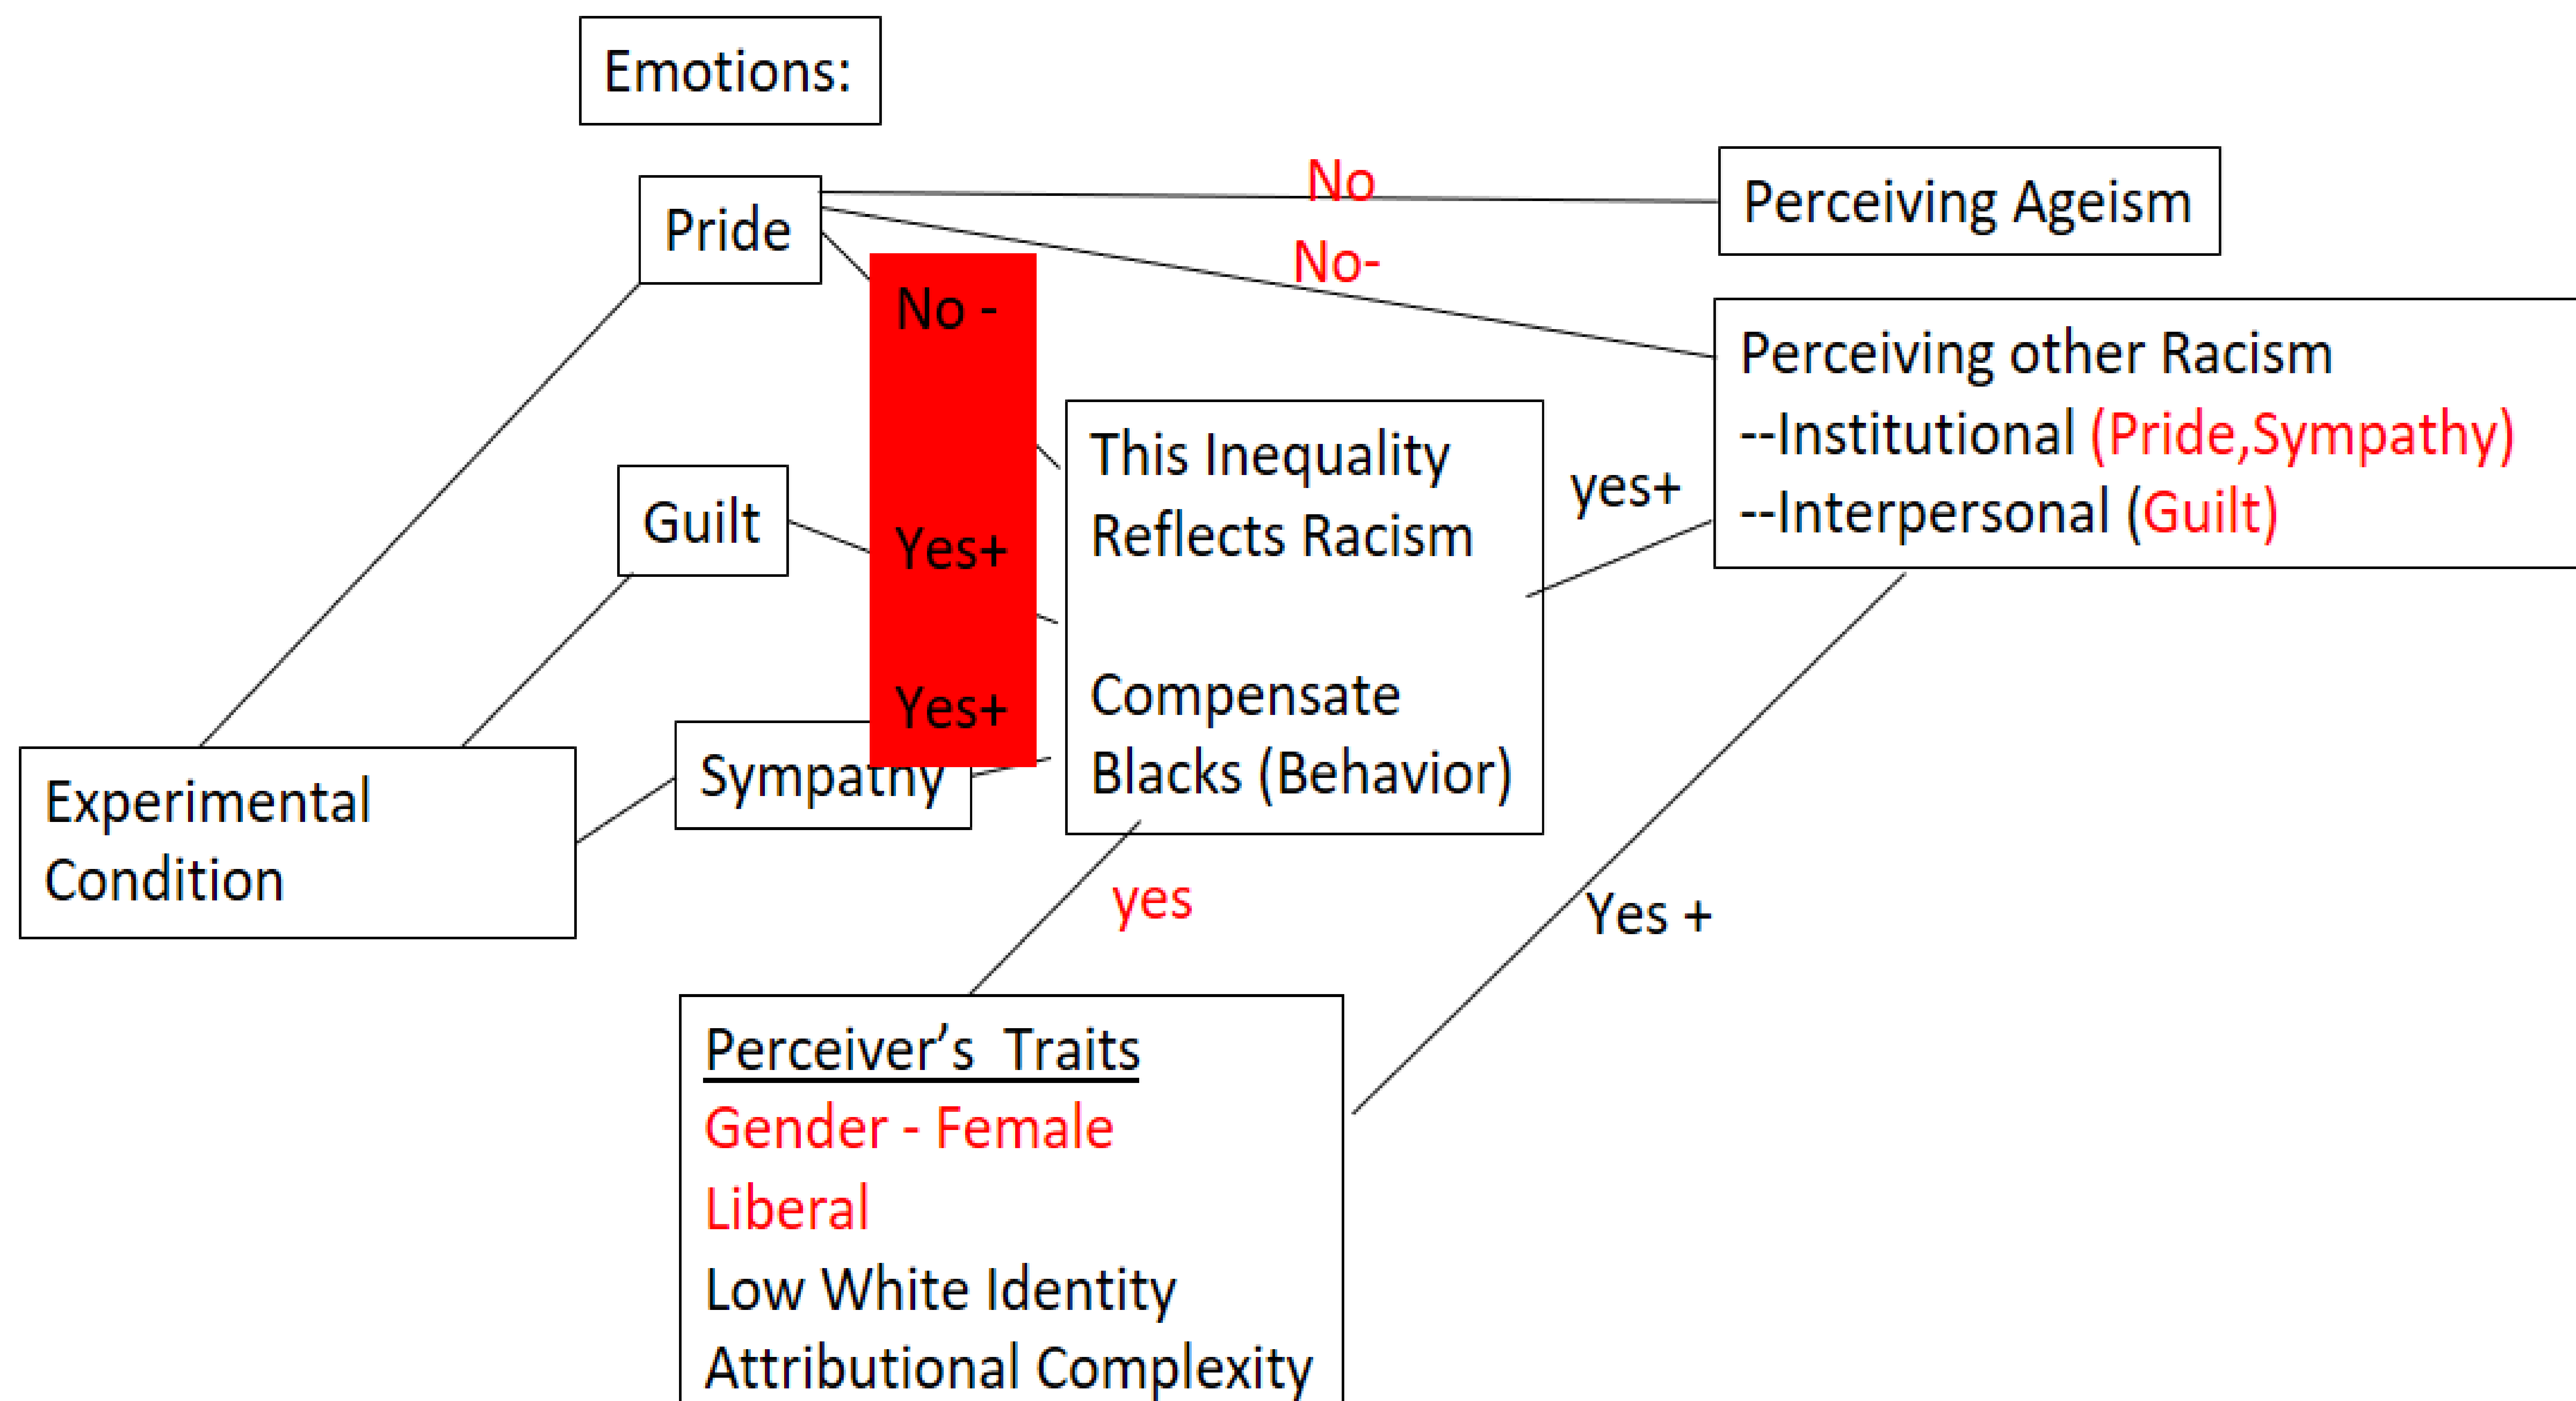 Emotions:
Pride
No
Perceiving Ageism
No-
No -
Perceiving other Racism
--Institutional (Pride,Sympathy)
--Interpersonal (Guilt)
Guilt
Yes+
This Inequality
Reflects Racism
Compensate
Blacks (Behavior)
yes+
Yes+
Sympathy
Experimental
Condition
yes
Yes +
Perceiver’s  Traits
Gender - Female
Liberal
Low White Identity
Attributional Complexity